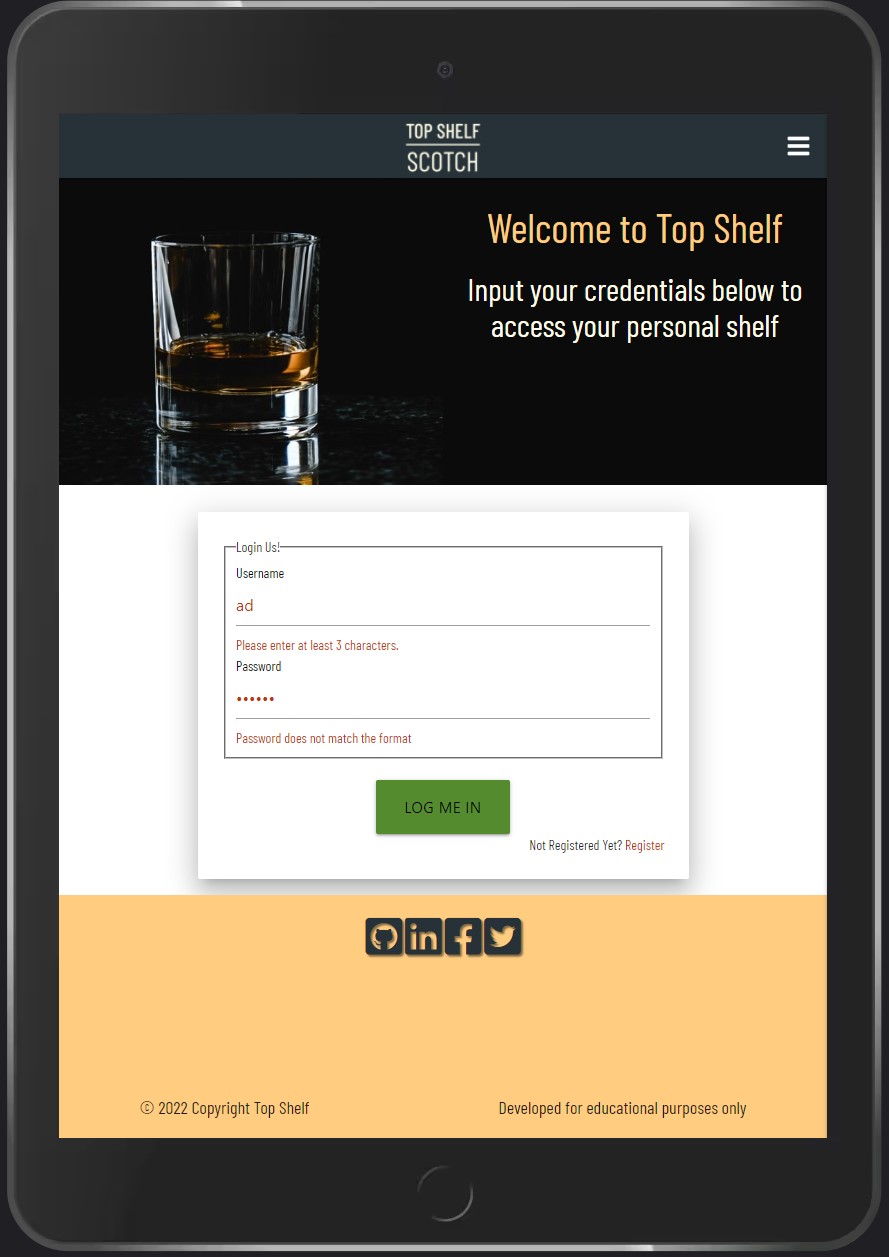 TOP SHELF
SCOTCH
Welcome to Top Shelf
Input your credentials below to
access your personal shelf
Login Us!
Username
ad
Please enter at least 3 characters.
Password
••••••
Password does not match the format
LOG ME IN
Not Registered Yet? Register
© 2022 Copyright Top Shelf
Developed for educational purposes only